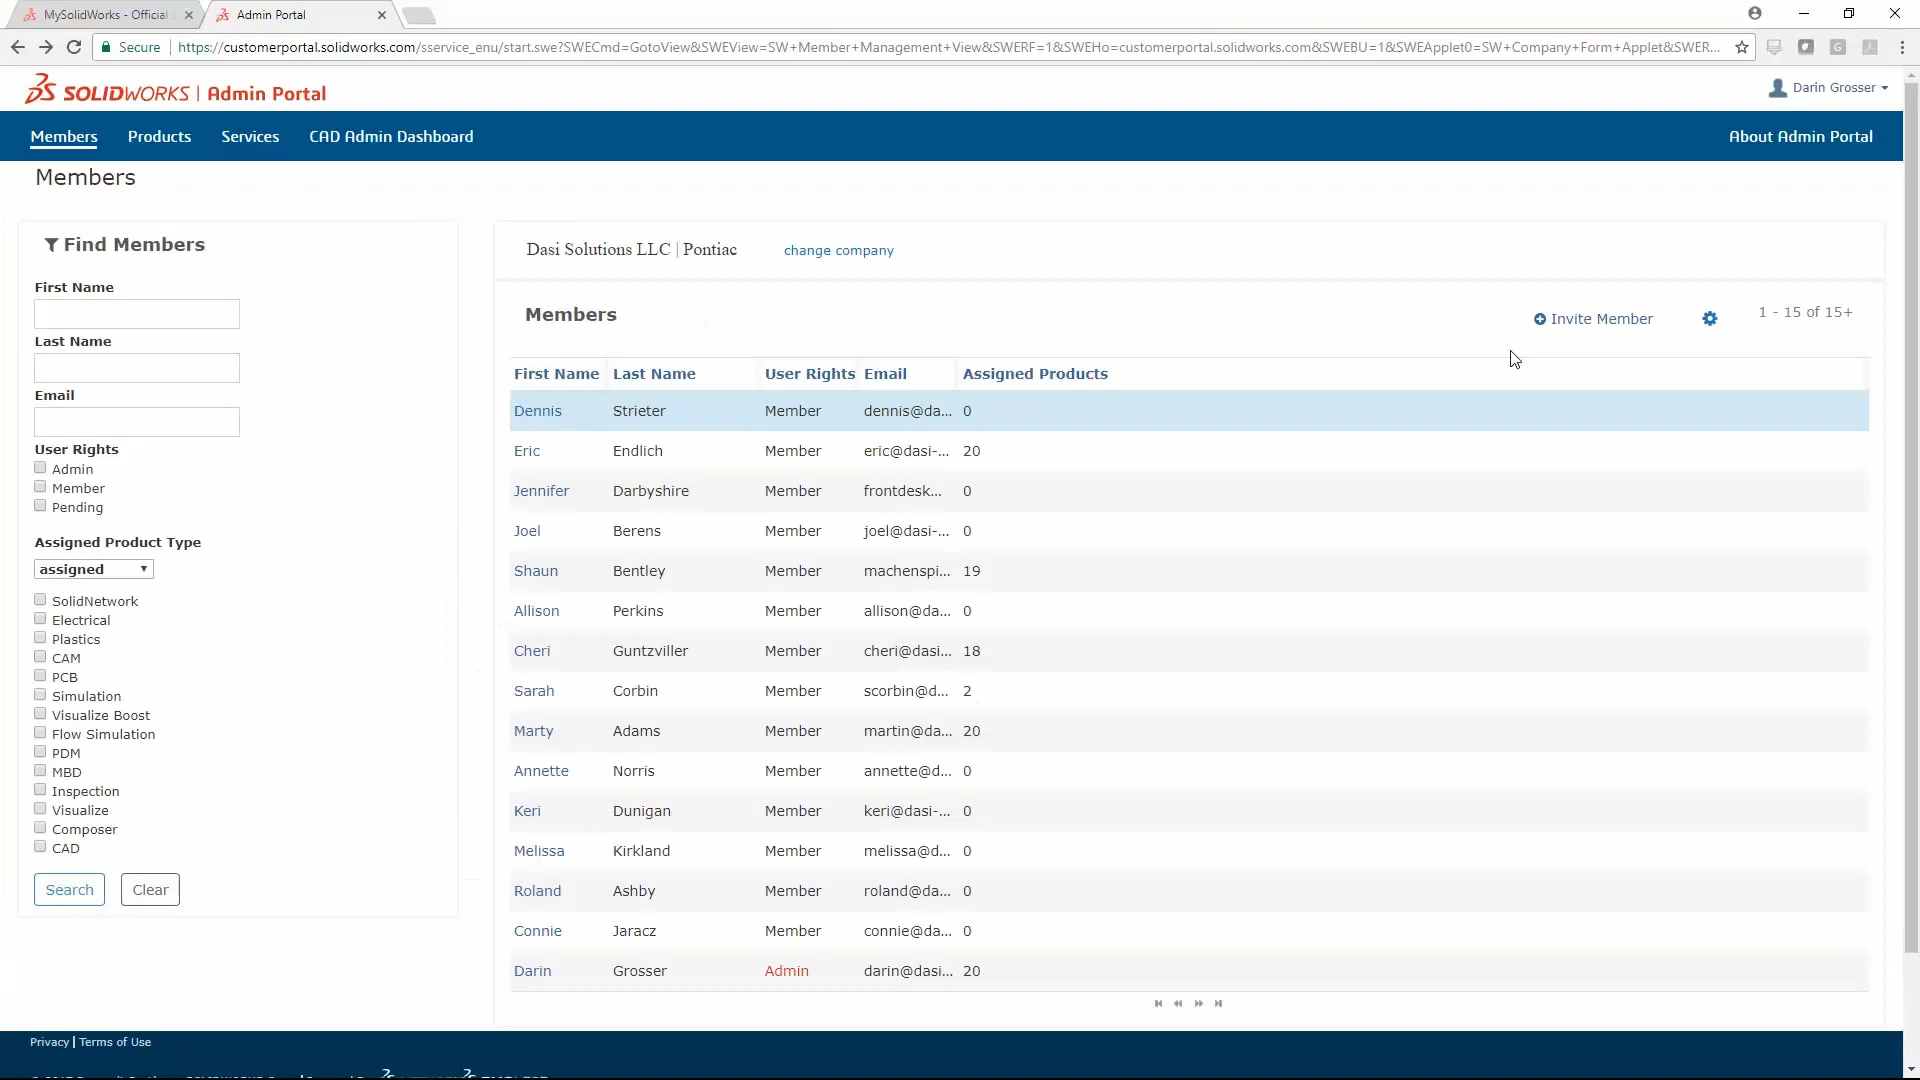 MySolidWorks - Official
Admin Portal
Secure
https://customerportal.solidworks.com/sservice_enu/start.swe?SWECmd=GotoView&SWEView=SW+Member+Management+View&SWERF=1&SWEHo=customerportal.solidworks.com&SWEBU=1&SWEApplet0=SW+Company+Form+Applet&SWER...
SOLIDWORKS | Admin Portal
Darin Grosser
Members Products Services CAD Admin Dashboard About Admin Portal
Members
Find Members
First Name
Last Name
Email
User Rights
Admin
Member
Pending
Assigned Product Type
assigned
SolidNetwork
Electrical
Plastics
CAM
PCB
Simulation
Visualize Boost
Flow Simulation
PDM
MBD
Inspection
Visualize
Composer
CAD
Search Clear
Dasi Solutions LLC | Pontiac change company
Members
Invite Member
1 - 15 of 15+
First Name Last Name User Rights Email Assigned Products
Dennis Strieter Member dennis@da... 0
Eric Endlich Member eric@dasi-... 20
Jennifer Darbyshire Member frontdesk... 0
Joel Berens Member joel@dasi-... 0
Shaun Bentley Member machenspi... 19
Allison Perkins Member allison@da... 0
Cheri Guntzviller Member cheri@dasi... 18
Sarah Corbin Member scorbin@d... 2
Marty Adams Member martin@da... 20
Annette Norris Member annette@d... 0
Keri Dunigan Member keri@dasi-... 0
Melissa Kirkland Member melissa@d... 0
Roland Ashby Member roland@da... 0
Connie Jaracz Member connie@da... 0
Darin Grosser Admin darin@dasi... 20
Privacy | Terms of Use